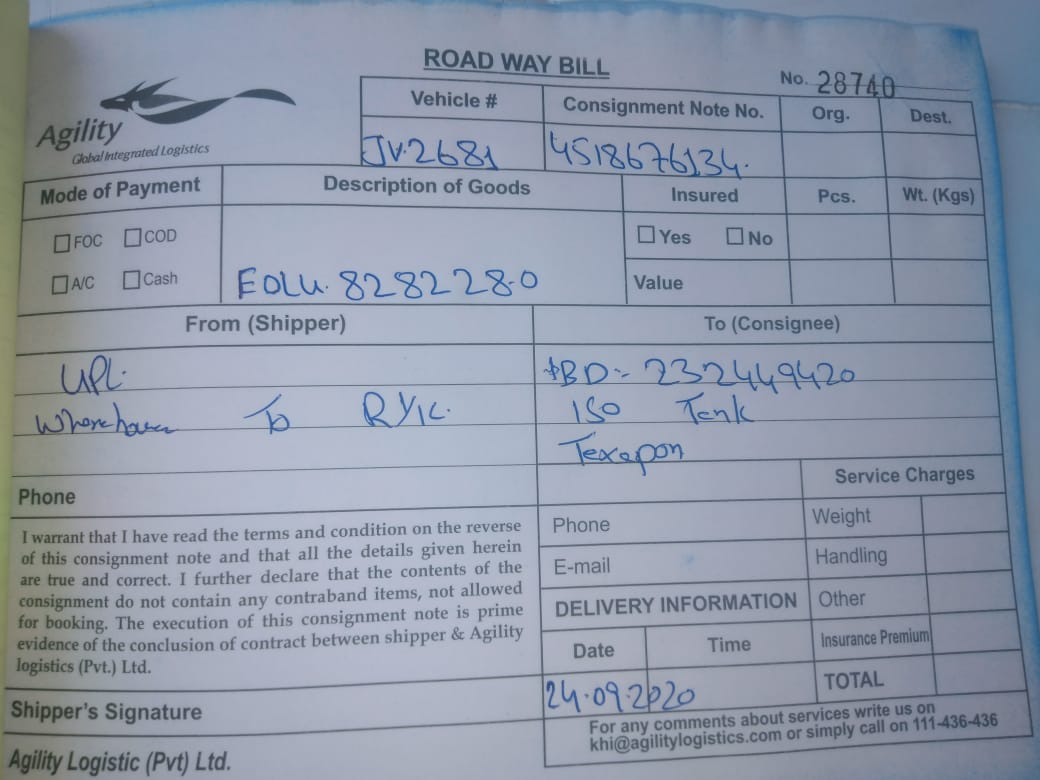 ROAD WAY BILL
No. 28740
Agility
Global Integrated Logistics
Vehicle # Consignment Note No. Org. Dest.
JV.2681 4518676134.
Mode of Payment Description of Goods Insured Pcs. Wt. (Kgs)
FOC COD Yes No
A/C Cash EOLU. 828228.0 Value
From (Shipper) To (Consignee)
UPL. BD:- 232449420
To RYK. ISO Tank
Texapon
Phone Service Charges
I warrant that I have read the terms and condition on the reverse
of this consignment note and that all the details given herein
are true and correct. I further declare that the contents of the
consignment do not contain any contraband items, not allowed
for booking. The execution of this consignment note is prime
evidence of the conclusion of contract between shipper & Agility
logistics (Pvt.) Ltd.
Phone Weight
E-mail Handling
DELIVERY INFORMATION Other
Date Time Insurance Premium
24.09.2020 TOTAL
Shipper's Signature
For any comments about services write us on
khi@agilitylogistics.com or simply call on 111-436-436
Agility Logistic (Pvt) Ltd.